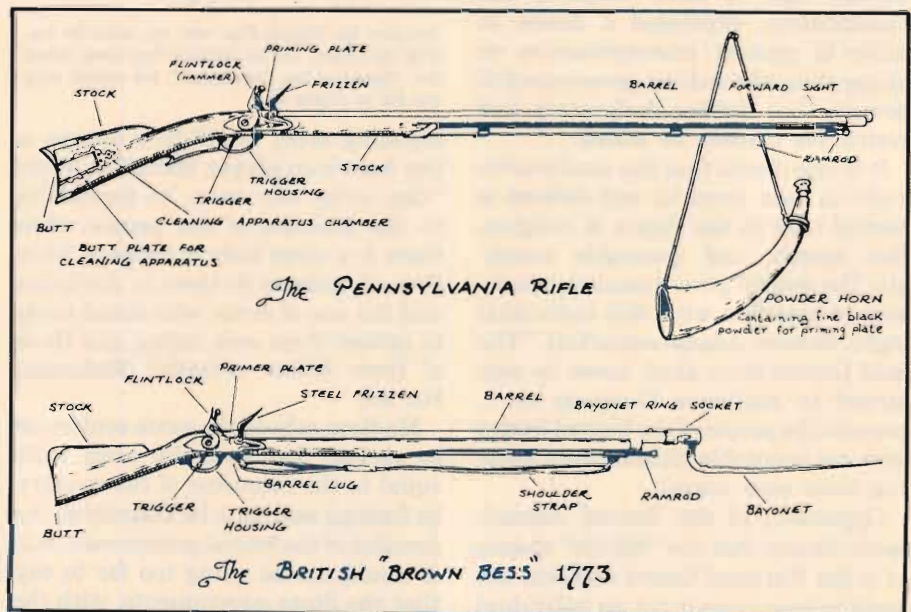 PRIMING PLATE
FLINTLOCK
(HAMMER)
FRIZZEN
STOCK
BARREL
FORWARD SIGHT
STOCK
RAMROD
TRIGGER
HOUSING
TRIGGER
CLEANING APPARATUS CHAMBER
BUTT
BUTT PLATE FOR
CLEANING APPARATUS
The PENNSYLVANIA RIFLE
POWDER HORN
Containing fine black
powder for priming plate
PRIMER PLATE
FLINTLOCK
STEEL FRIZZEN
BARREL
STOCK
BAYONET RING SOCKET
BARREL LUG
TRIGGER
TRIGGER
HOUSING
SHOULDER
STRAP
RAMROD
BAYONET
BUTT
The BRITISH "BROWN BESS" 1773